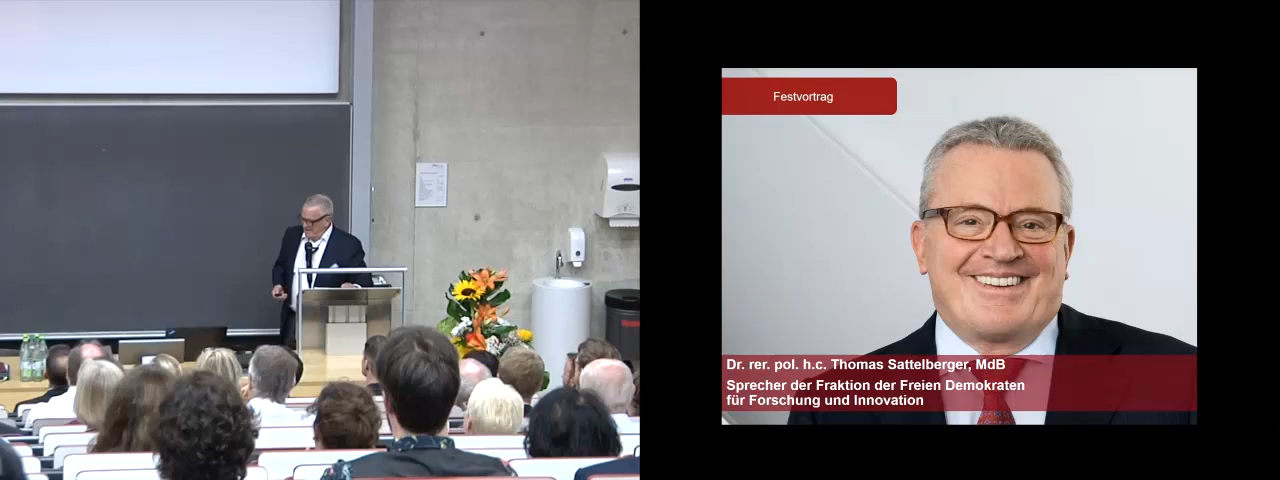 Festvortrag
Dr. rer. pol. h.c. Thomas Sattelberger, MdB
Sprecher der Fraktion der Freien Demokraten
für Forschung und Innovation